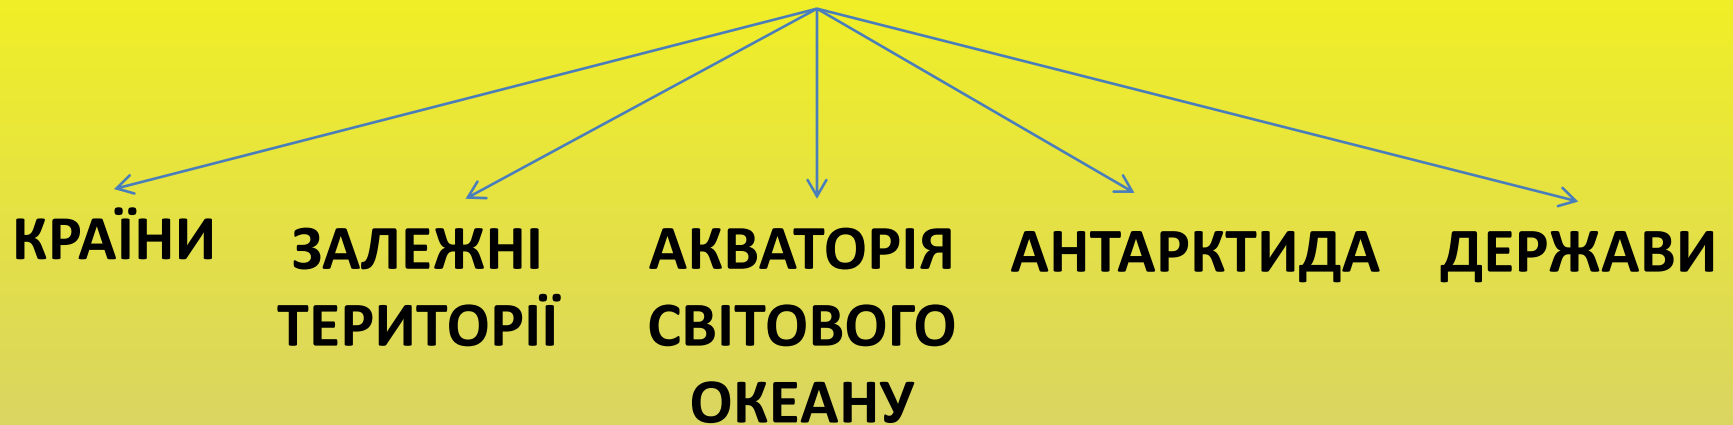 КРАЇНИ
ЗАЛЕЖНІ
ТЕРИТОРІЇ
АКВАТОРІЯ
СВІТОВОГО
ОКЕАНУ
АНТАРКТИДА
ДЕРЖАВИ